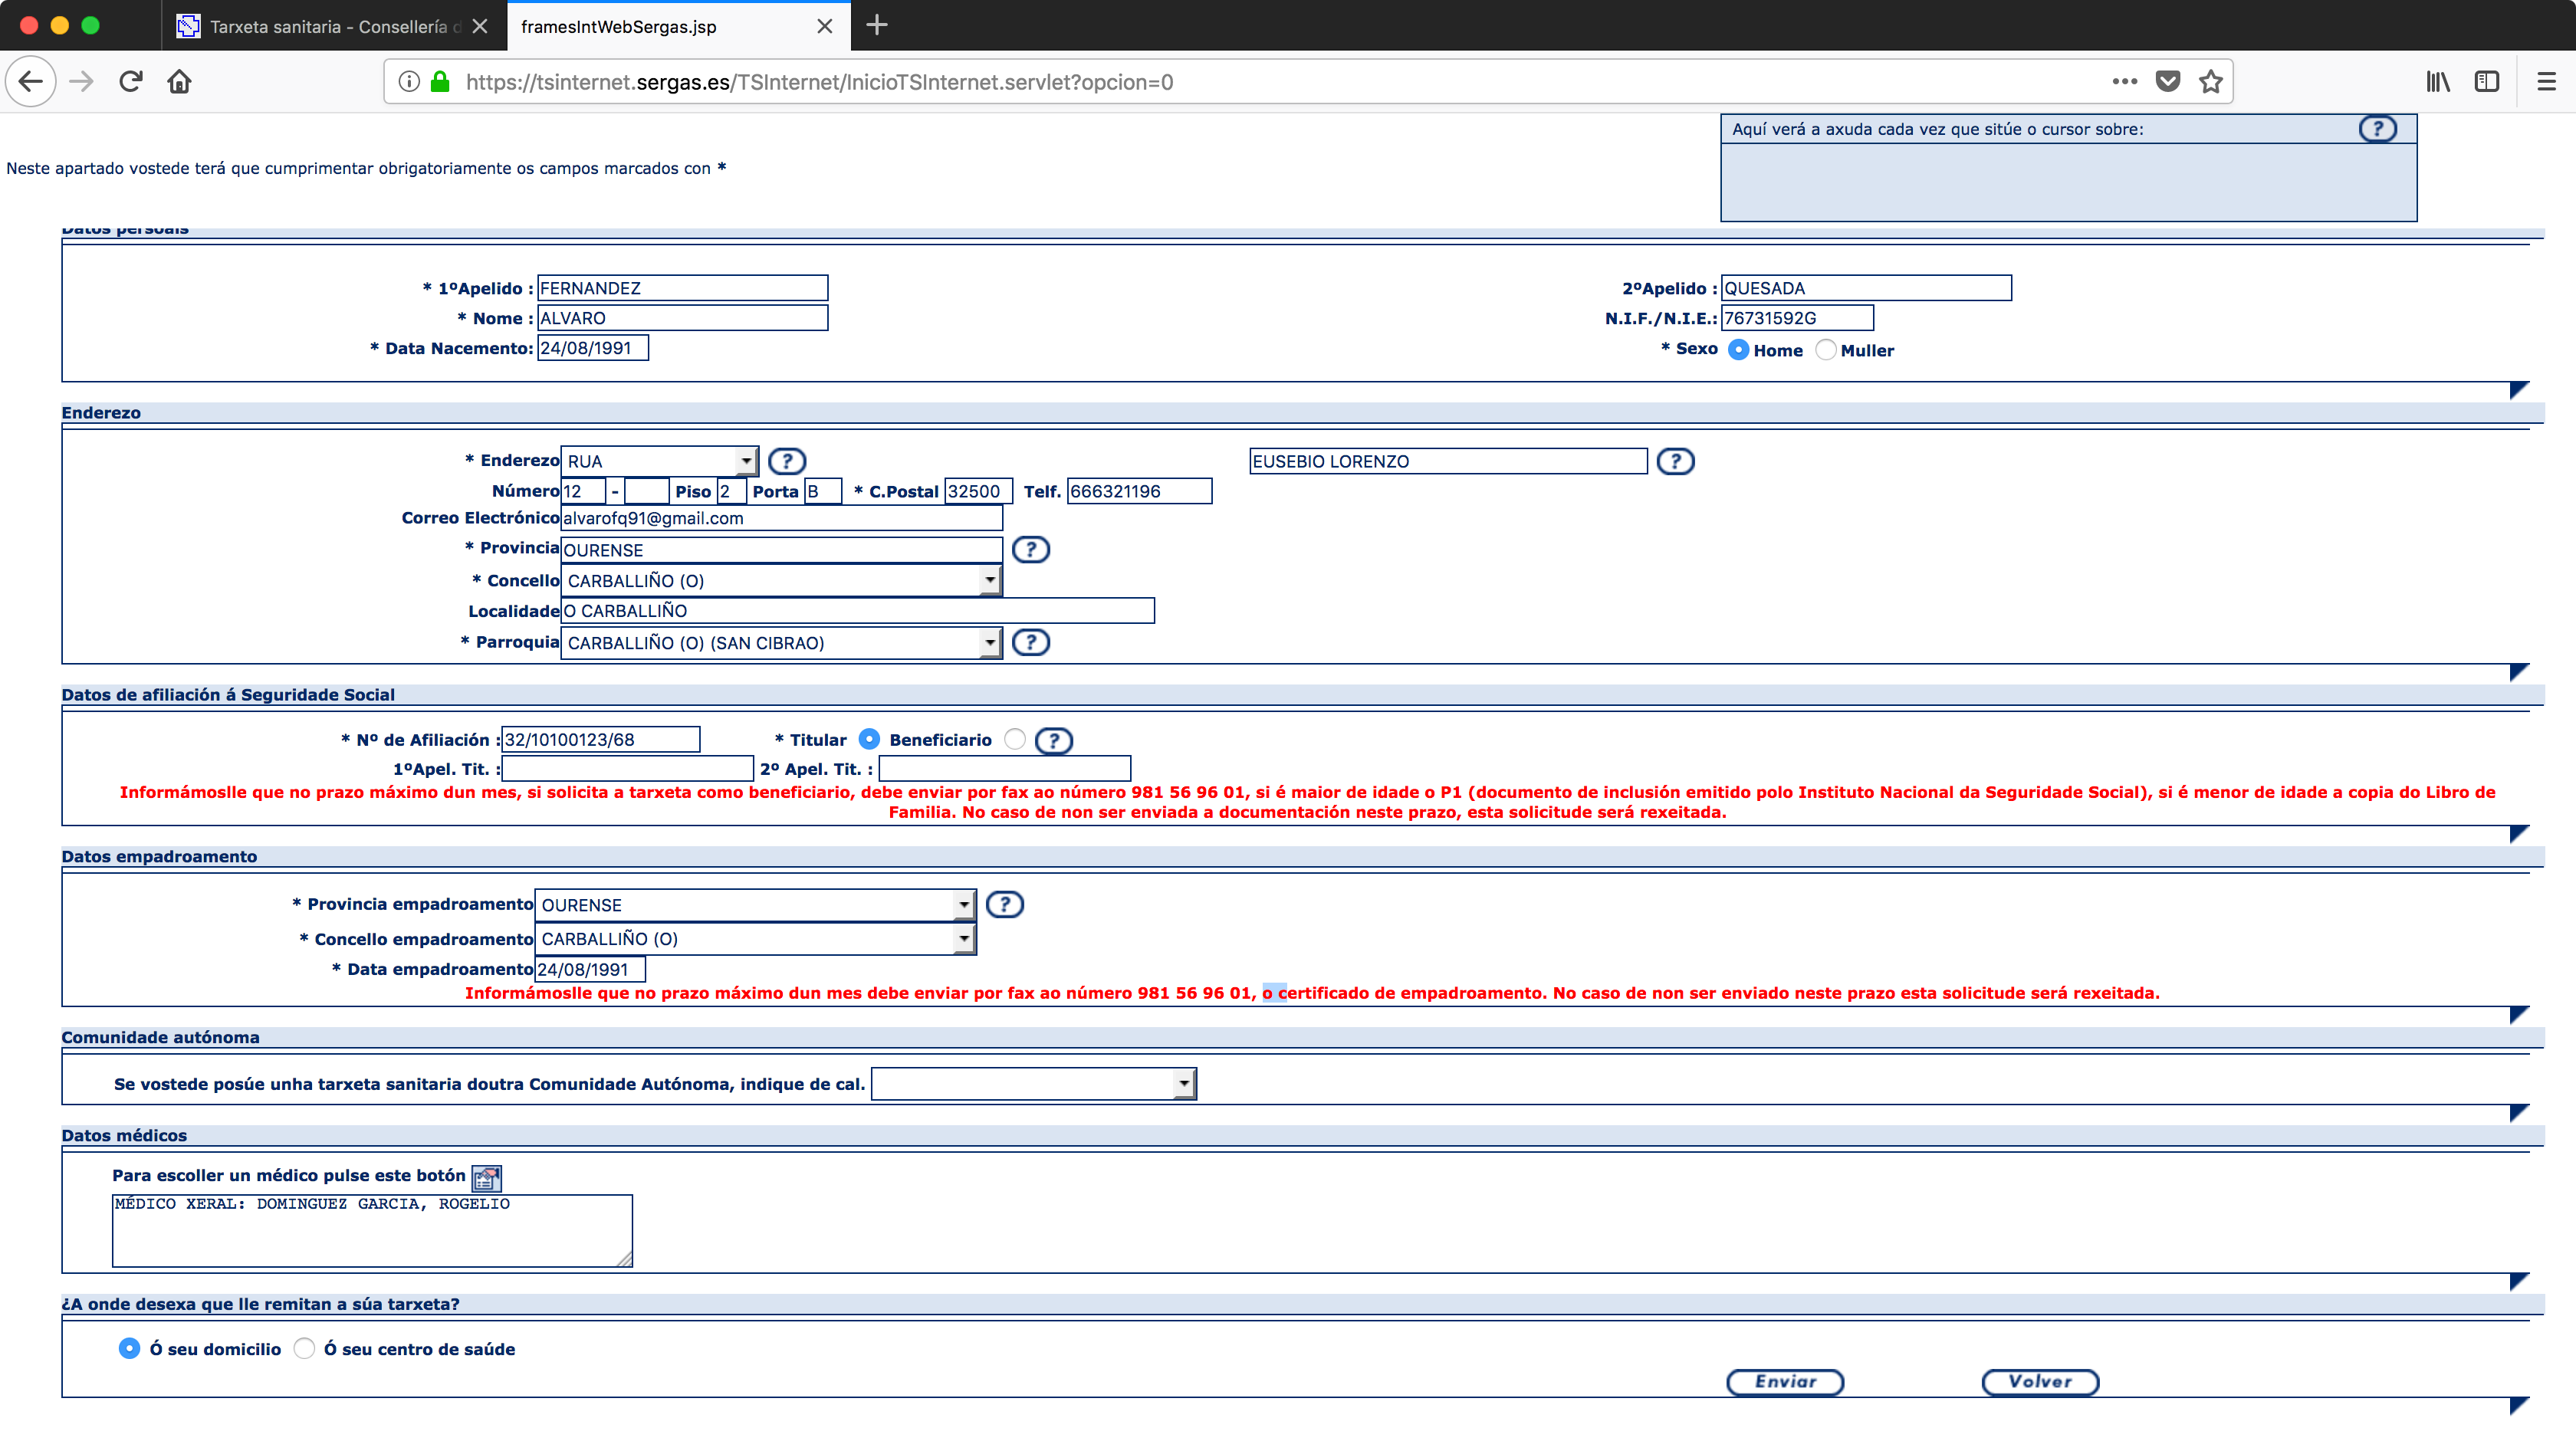 Tarxeta sanitaria - Consellería d
framesIntWebSergas.jsp
https://tsinternet.sergas.es/TSInternet/InicioTSInternet.servlet?opcion=0
Aquí verá a axuda cada vez que sitúe o cursor sobre: ?
Neste apartado vostede terá que cumprimentar obrigatoriamente os campos marcados con *
Datos persoais
* 1ºApelido : FERNANDEZ 2ºApelido : QUESADA
* Nome : ALVARO N.I.F./N.I.E.: 76731592G
* Data Nacemento: 24/08/1991 * Sexo Home Muller
Enderezo
* Enderezo RUA ? EUSEBIO LORENZO ?
Número 12 - Piso 2 Porta B * C.Postal 32500 Telf. 666321196
Correo Electrónico alvarofq91@gmail.com
* Provincia OURENSE ?
* Concello CARBALLIÑO (O)
Localidade O CARBALLIÑO
* Parroquia CARBALLIÑO (O) (SAN CIBRAO) ?
Datos de afiliación á Seguridade Social
* Nº de Afiliación : 32/10100123/68 * Titular Beneficiario ?
1ºApel. Tit. : 2º Apel. Tit. :
Informámoslle que no prazo máximo dun mes, si solicita a tarxeta como beneficiario, debe enviar por fax ao número 981 56 96 01, si é maior de idade o P1 (documento de inclusión emitido polo Instituto Nacional da Seguridade Social), si é menor de idade a copia do Libro de
Familia. No caso de non ser enviada a documentación neste prazo, esta solicitude será rexeitada.
Datos empadroamento
* Provincia empadroamento OURENSE ?
* Concello empadroamento CARBALLIÑO (O)
* Data empadroamento 24/08/1991
Informámoslle que no prazo máximo dun mes debe enviar por fax ao número 981 56 96 01, o certificado de empadroamento. No caso de non ser enviado neste prazo esta solicitude será rexeitada.
Comunidade autónoma
Se vostede posúe unha tarxeta sanitaria doutra Comunidade Autónoma, indique de cal.
Datos médicos
Para escoller un médico pulse este botón
MÉDICO XERAL: DOMINGUEZ GARCIA, ROGELIO
¿A onde desexa que lle remitan a súa tarxeta?
Ó seu domicilio Ó seu centro de saúde
Enviar Volver